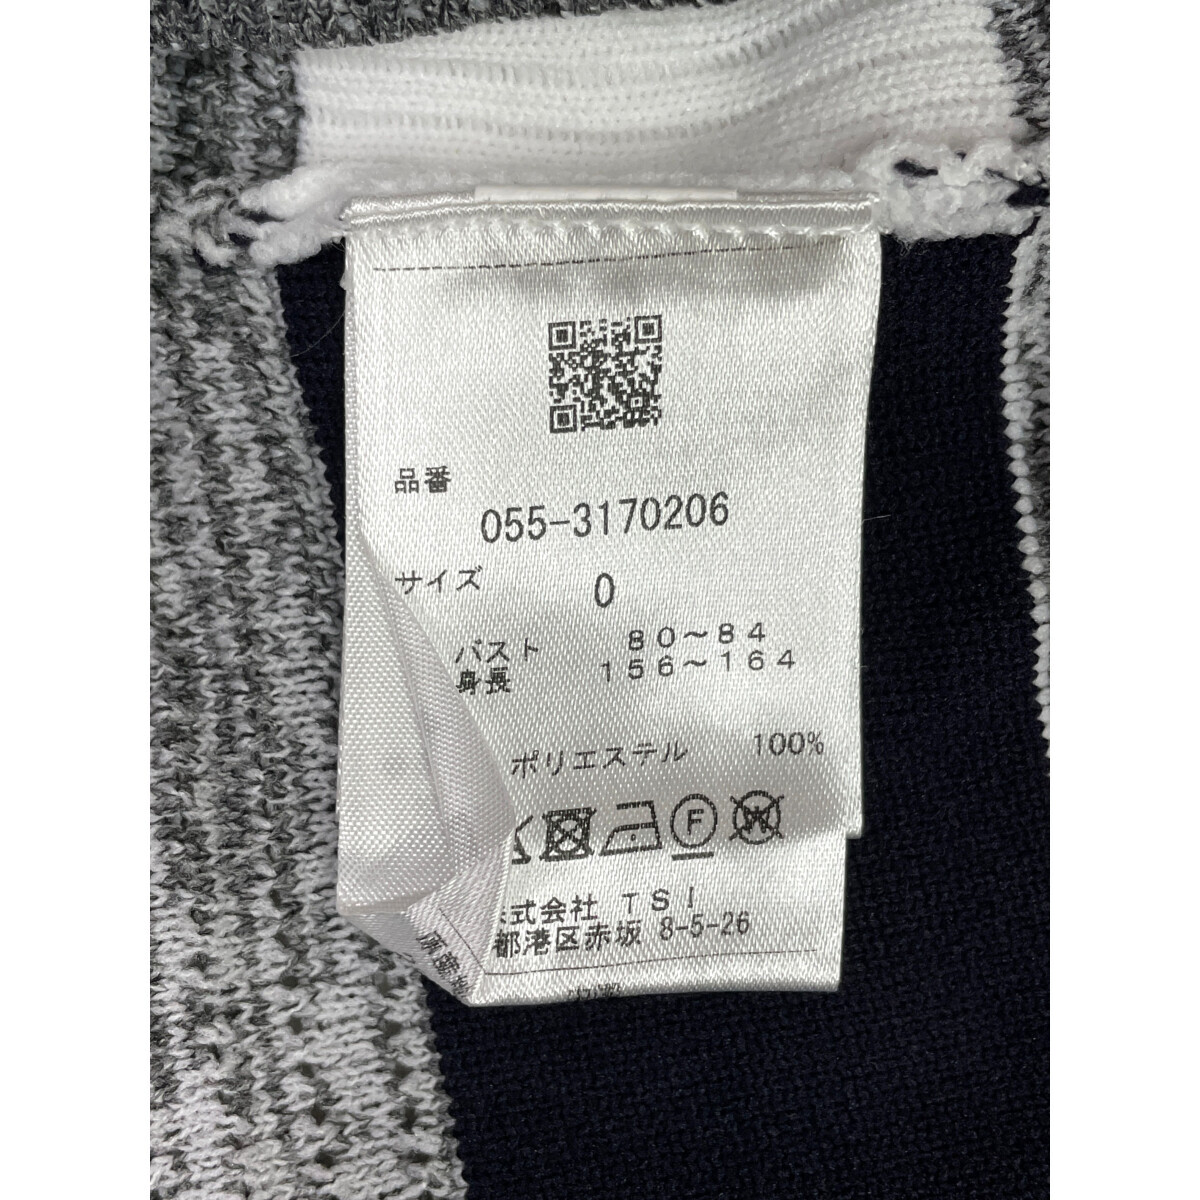 品番
055-3170206
サイズ 0
バスト 80～84
身長 156～164
ポリエステル 100%
F
W
式会社 TSI
都港区赤坂 8-5-26